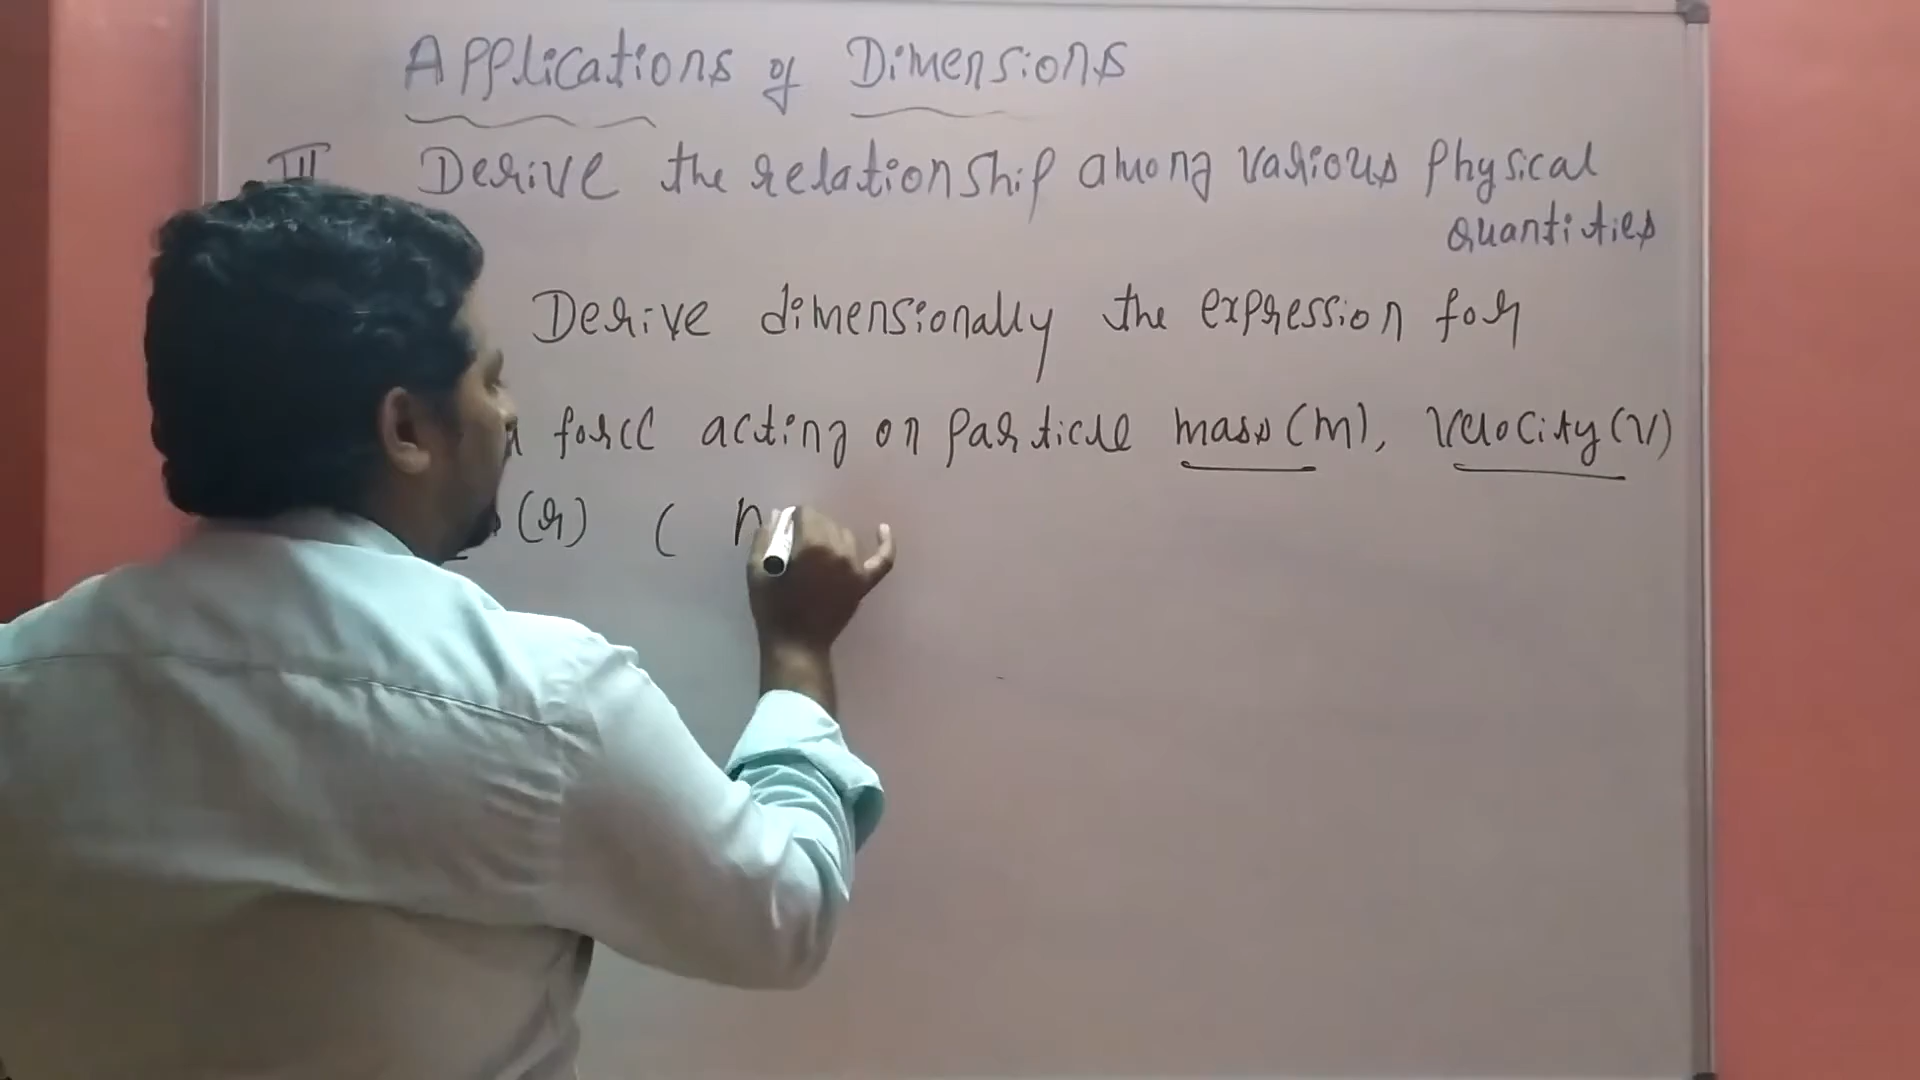 Applications of Dimensions
III Derive the relationship among various physical
quantities
Derive dimensionally the expression for
force acting on particle mass (m), velocity (v)
(r) (